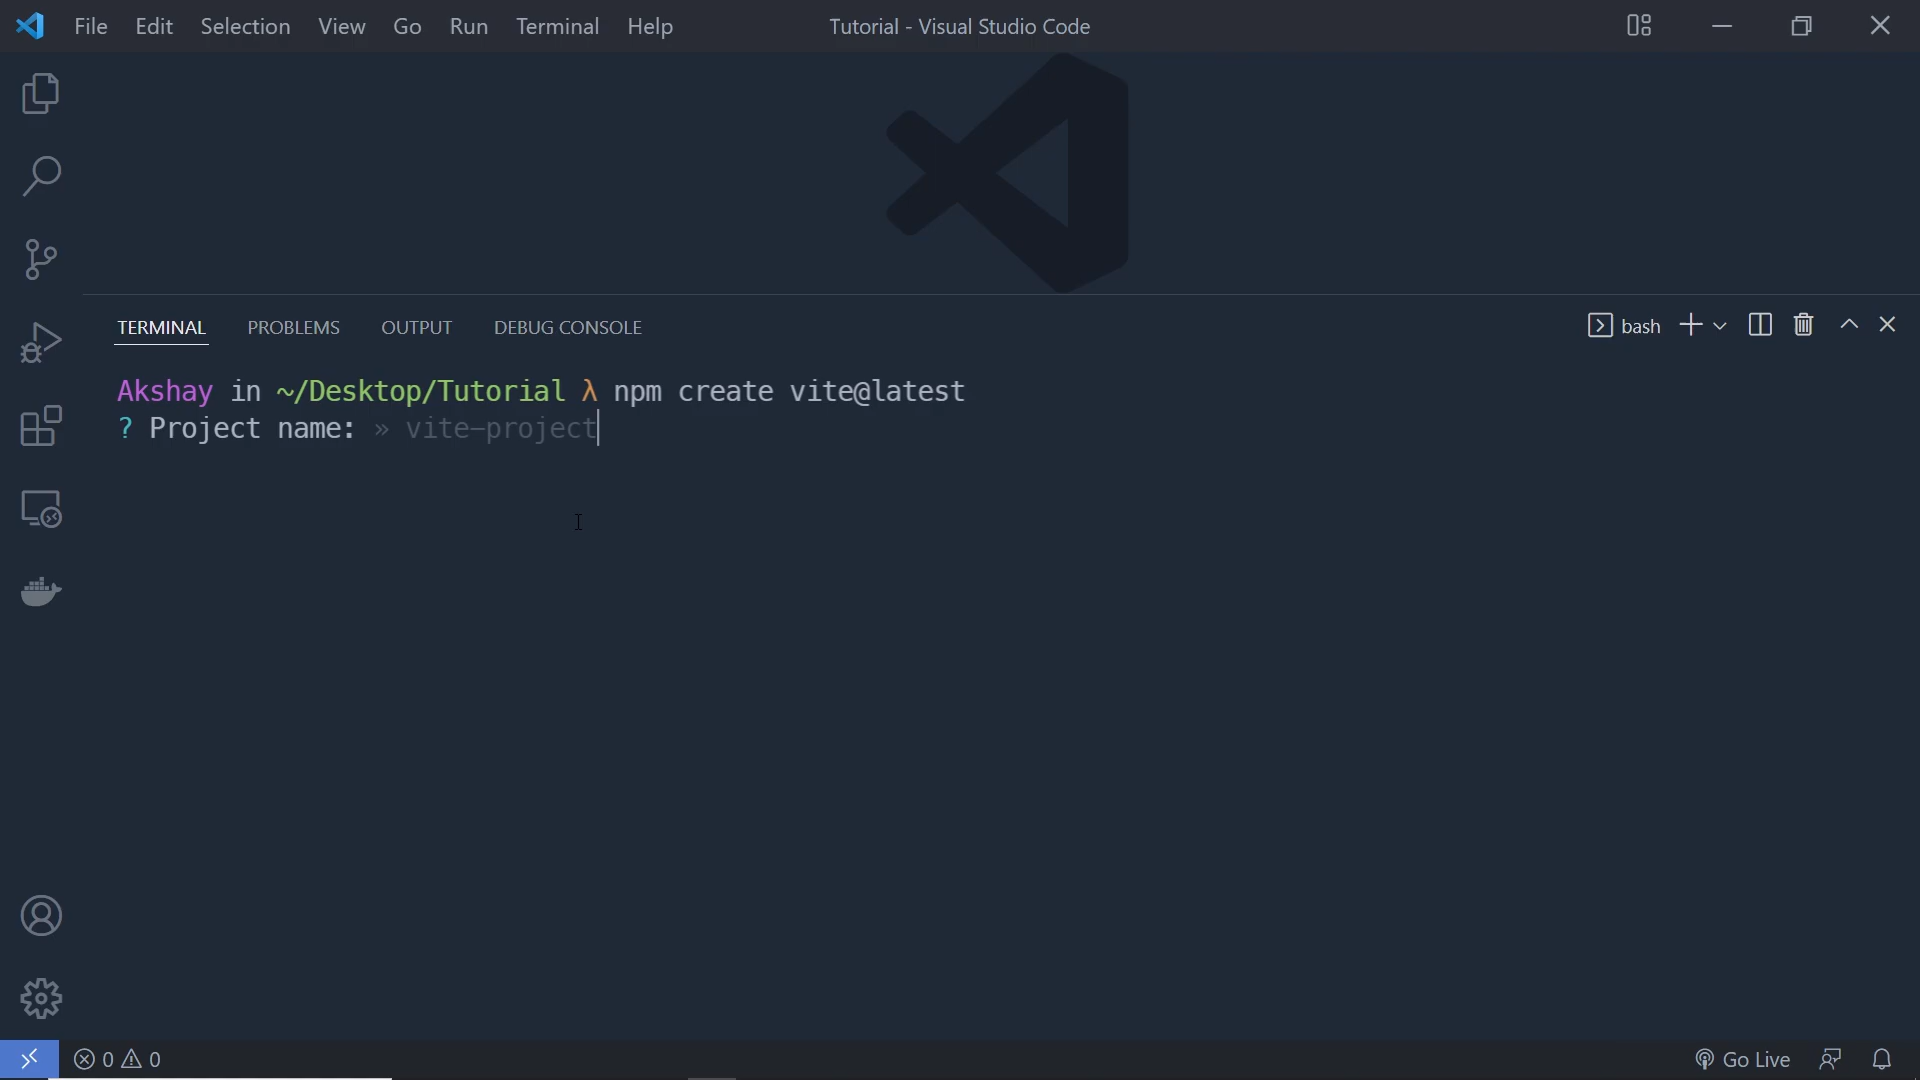 File Edit Selection View Go Run Terminal Help Tutorial - Visual Studio Code
TERMINAL PROBLEMS OUTPUT DEBUG CONSOLE bash
Akshay in ~/Desktop/Tutorial λ npm create vite@latest
? Project name: » vite-project
0 0 Go Live